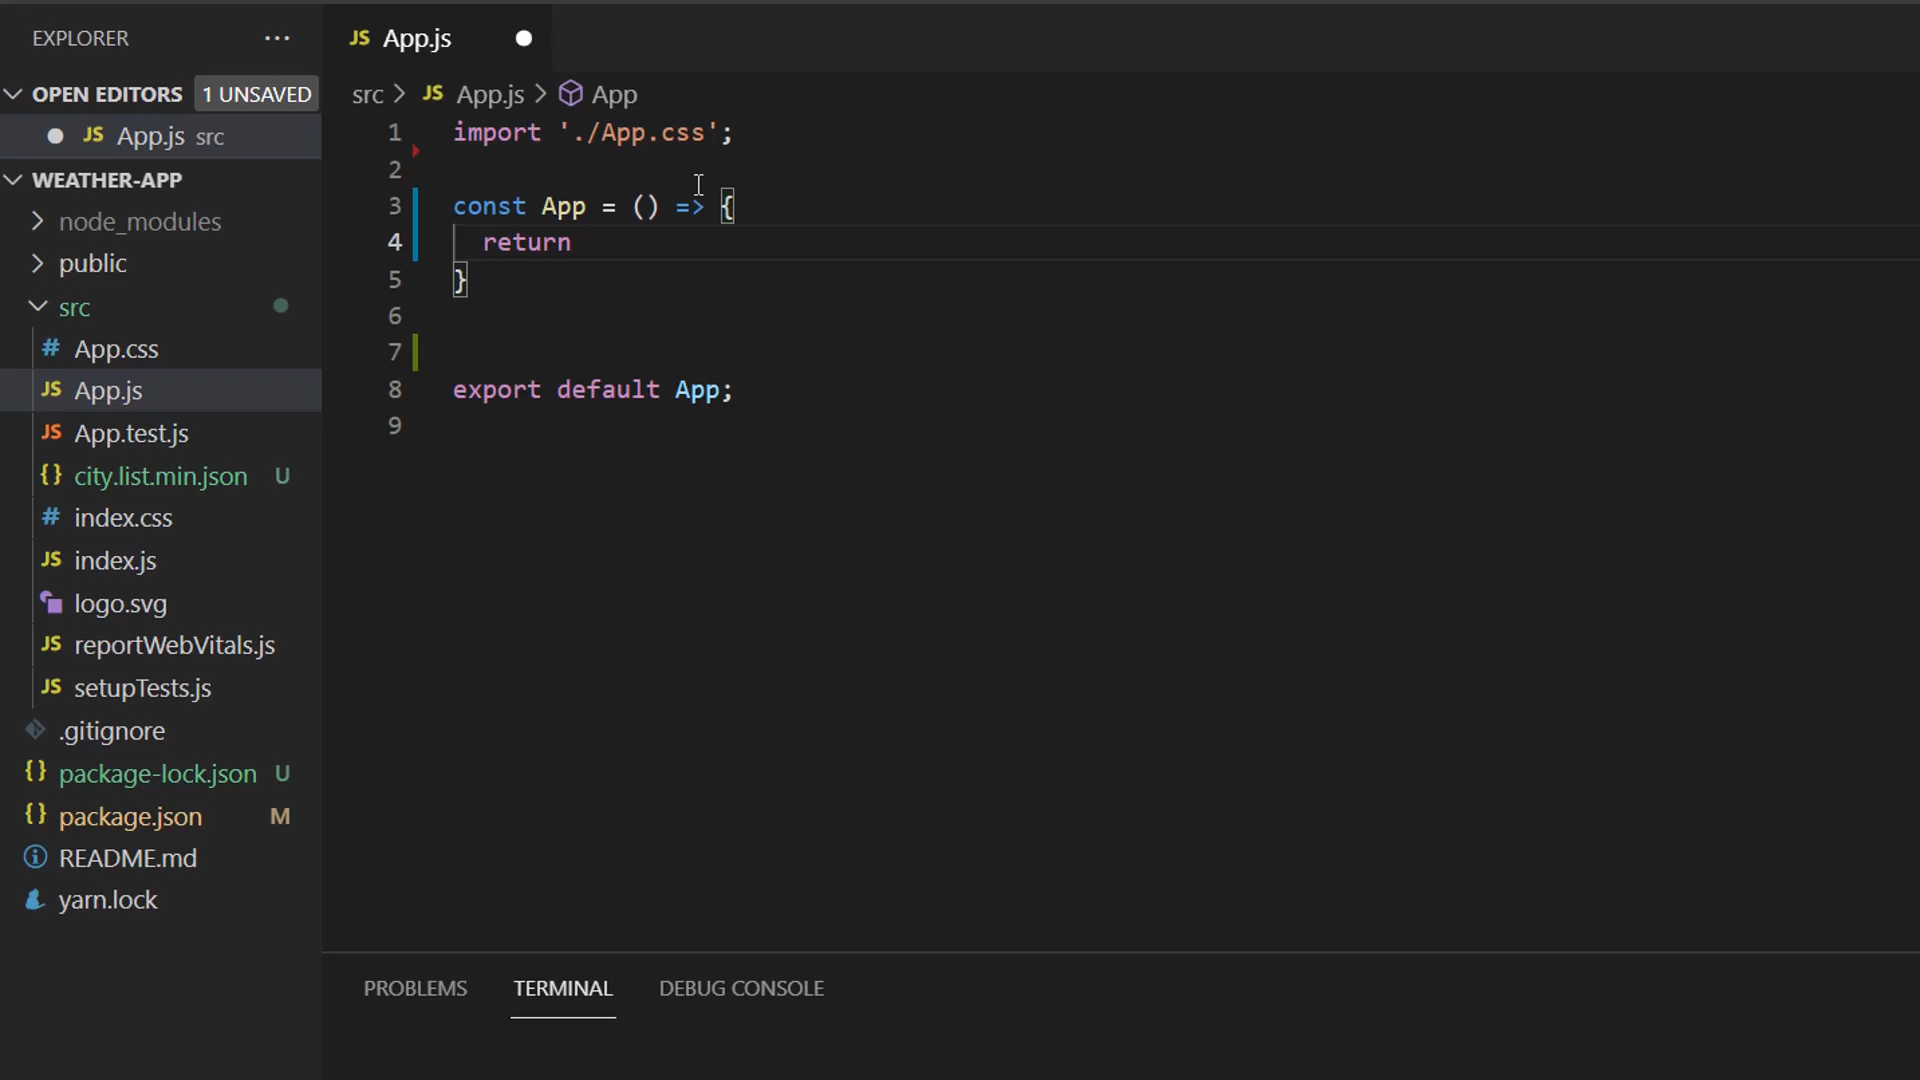 EXPLORER ...
OPEN EDITORS 1 UNSAVED
JS App.js src
WEATHER-APP
node_modules
public
src
# App.css
JS App.js
JS App.test.js
{} city.list.min.json U
# index.css
JS index.js
logo.svg
JS reportWebVitals.js
JS setupTests.js
.gitignore
{} package-lock.json U
{} package.json M
README.md
yarn.lock
JS App.js
src > JS App.js > App
1 import './App.css';
2
3 const App = () => {
4 return
5 }
6
7
8 export default App;
9
PROBLEMS TERMINAL DEBUG CONSOLE